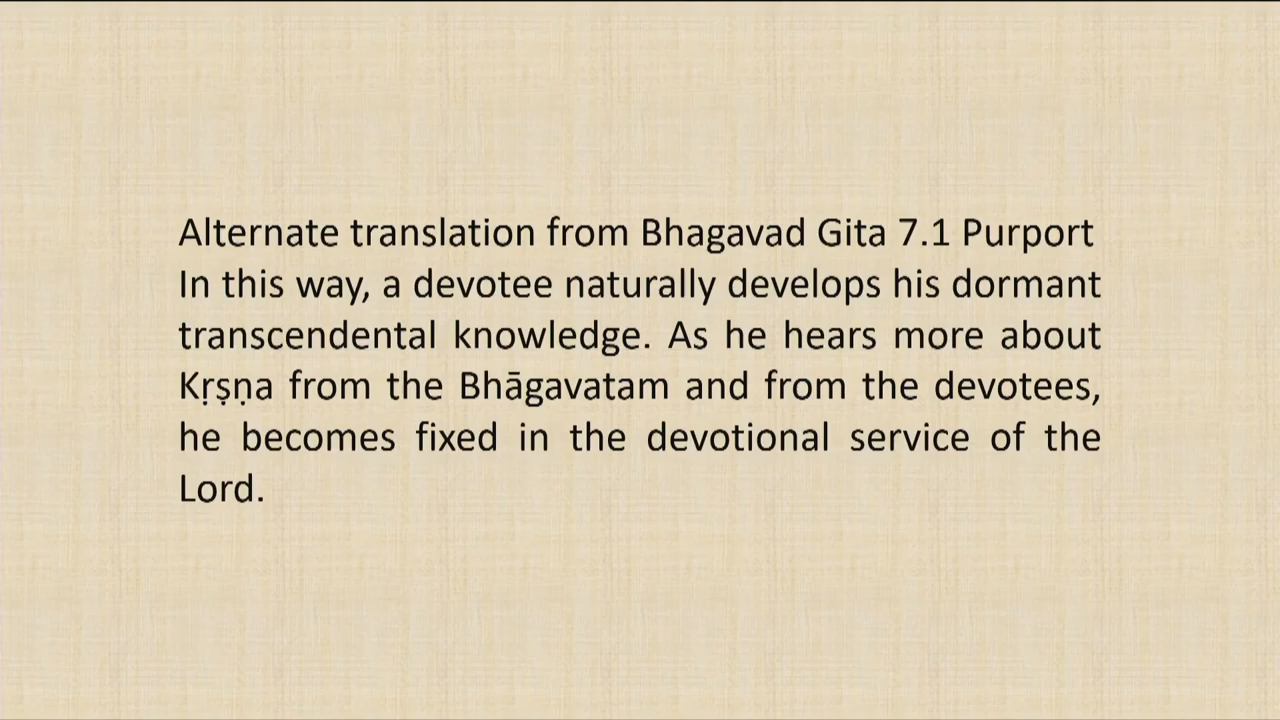 Alternate translation from Bhagavad Gita 7.1 Purport
In this way, a devotee naturally develops his dormant
transcendental knowledge. As he hears more about
Kṛṣṇa from the Bhāgavatam and from the devotees,
he becomes fixed in the devotional service of the
Lord.